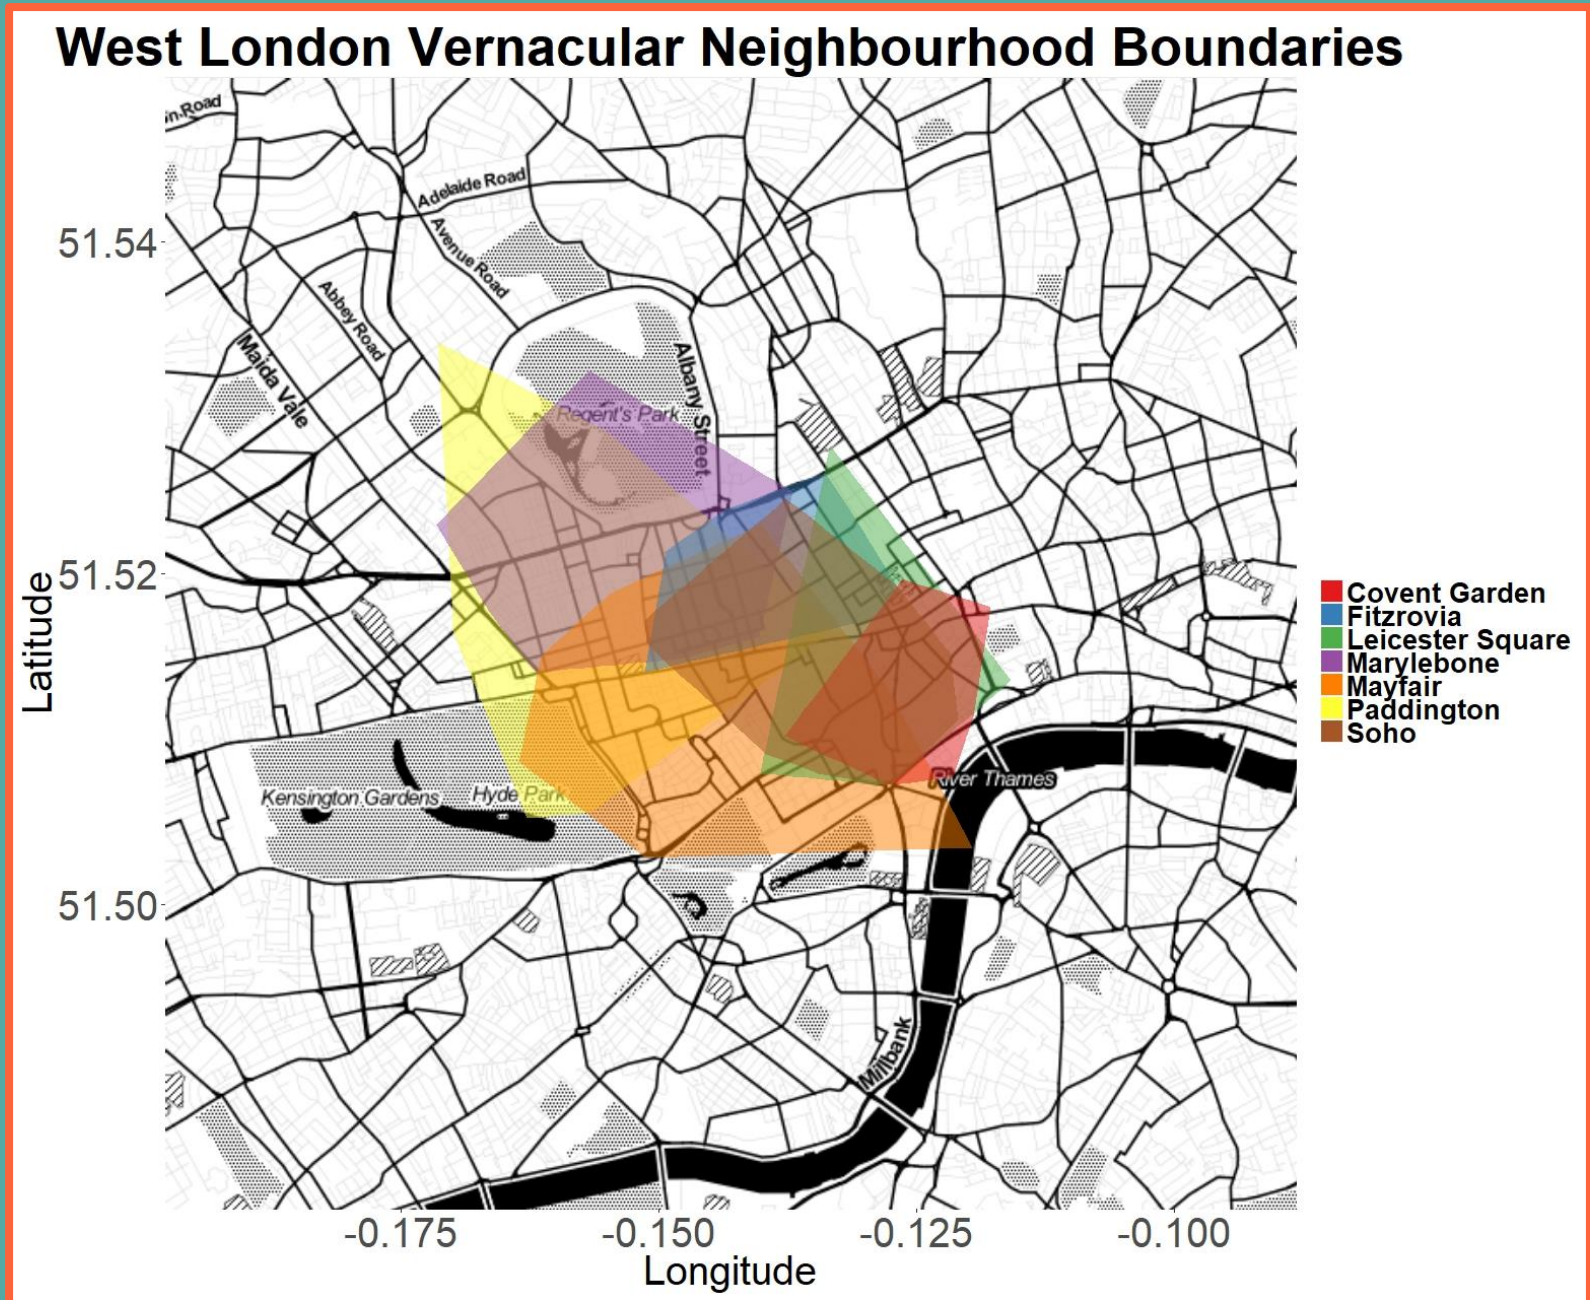 West London Vernacular Neighbourhood Boundaries
in-Road
Adelaide Road
Avenue Road
Abbey Road
Maida Vale
Albany Street
Regent's Park
Kensington Gardens
Hyde Park
River Thames
Millbank
51.54
51.52
51.50
Latitude
-0.175
-0.150
-0.125
-0.100
Longitude
Covent Garden
Fitzrovia
Leicester Square
Marylebone
Mayfair
Paddington
Soho